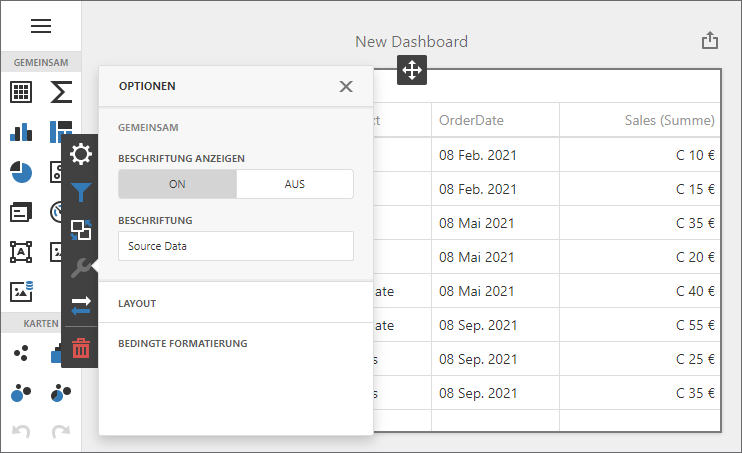 New Dashboard
GEMEINSAM
OPTIONEN
GEMEINSAM
BESCHRIFTUNG ANZEIGEN
ON AUS
BESCHRIFTUNG
Source Data
LAYOUT
BEDINGTE FORMATIERUNG
KARTEN
ct OrderDate Sales (Summe)
08 Feb. 2021 C 10 €
08 Feb. 2021 C 15 €
08 Mai 2021 C 35 €
08 Mai 2021 C 20 €
ate 08 Mai 2021 C 40 €
ate 08 Sep. 2021 C 55 €
s 08 Sep. 2021 C 25 €
s 08 Sep. 2021 C 35 €